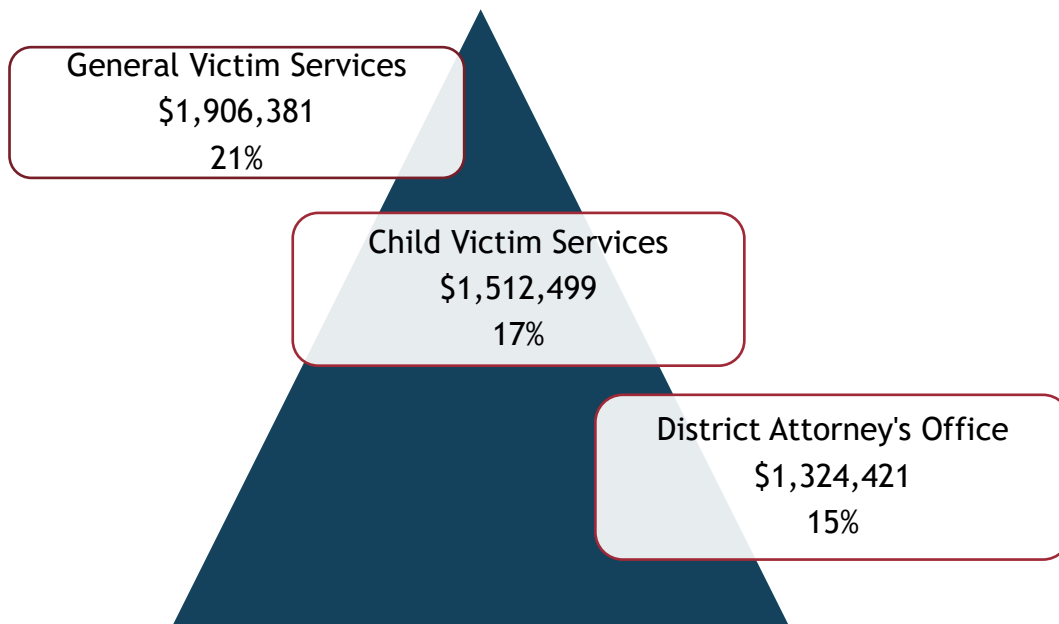 General Victim Services
$1,906,381
21%
Child Victim Services
$1,512,499
17%
District Attorney's Office
$1,324,421
15%